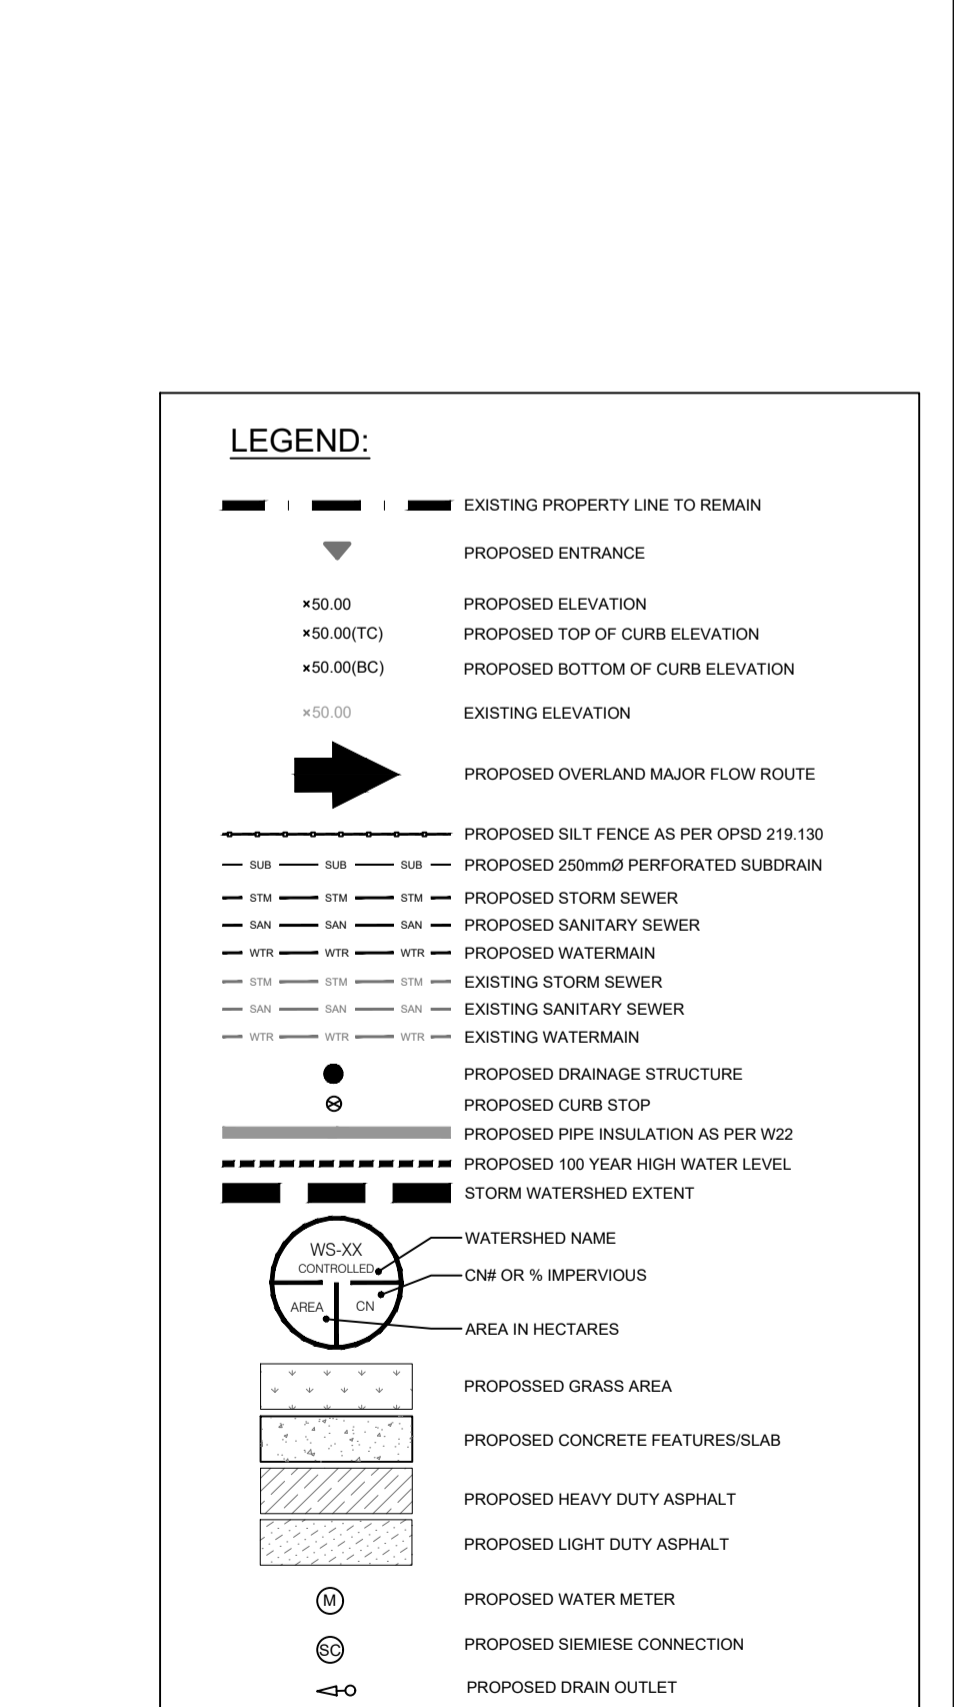 LEGEND:
EXISTING PROPERTY LINE TO REMAIN
PROPOSED ENTRANCE
×50.00 PROPOSED ELEVATION
×50.00(TC) PROPOSED TOP OF CURB ELEVATION
×50.00(BC) PROPOSED BOTTOM OF CURB ELEVATION
×50.00 EXISTING ELEVATION
PROPOSED OVERLAND MAJOR FLOW ROUTE
PROPOSED SILT FENCE AS PER OPSD 219.130
SUB SUB SUB PROPOSED 250mmØ PERFORATED SUBDRAIN
STM STM STM PROPOSED STORM SEWER
SAN SAN SAN PROPOSED SANITARY SEWER
WTR WTR WTR PROPOSED WATERMAIN
STM STM STM EXISTING STORM SEWER
SAN SAN SAN EXISTING SANITARY SEWER
WTR WTR WTR EXISTING WATERMAIN
PROPOSED DRAINAGE STRUCTURE
PROPOSED CURB STOP
PROPOSED PIPE INSULATION AS PER W22
PROPOSED 100 YEAR HIGH WATER LEVEL
STORM WATERSHED EXTENT
WS-XX WATERSHED NAME
CONTROLLED CN# OR % IMPERVIOUS
AREA CN
AREA IN HECTARES
PROPOSSED GRASS AREA
PROPOSED CONCRETE FEATURES/SLAB
PROPOSED HEAVY DUTY ASPHALT
PROPOSED LIGHT DUTY ASPHALT
M PROPOSED WATER METER
SC PROPOSED SIEMIESE CONNECTION
PROPOSED DRAIN OUTLET